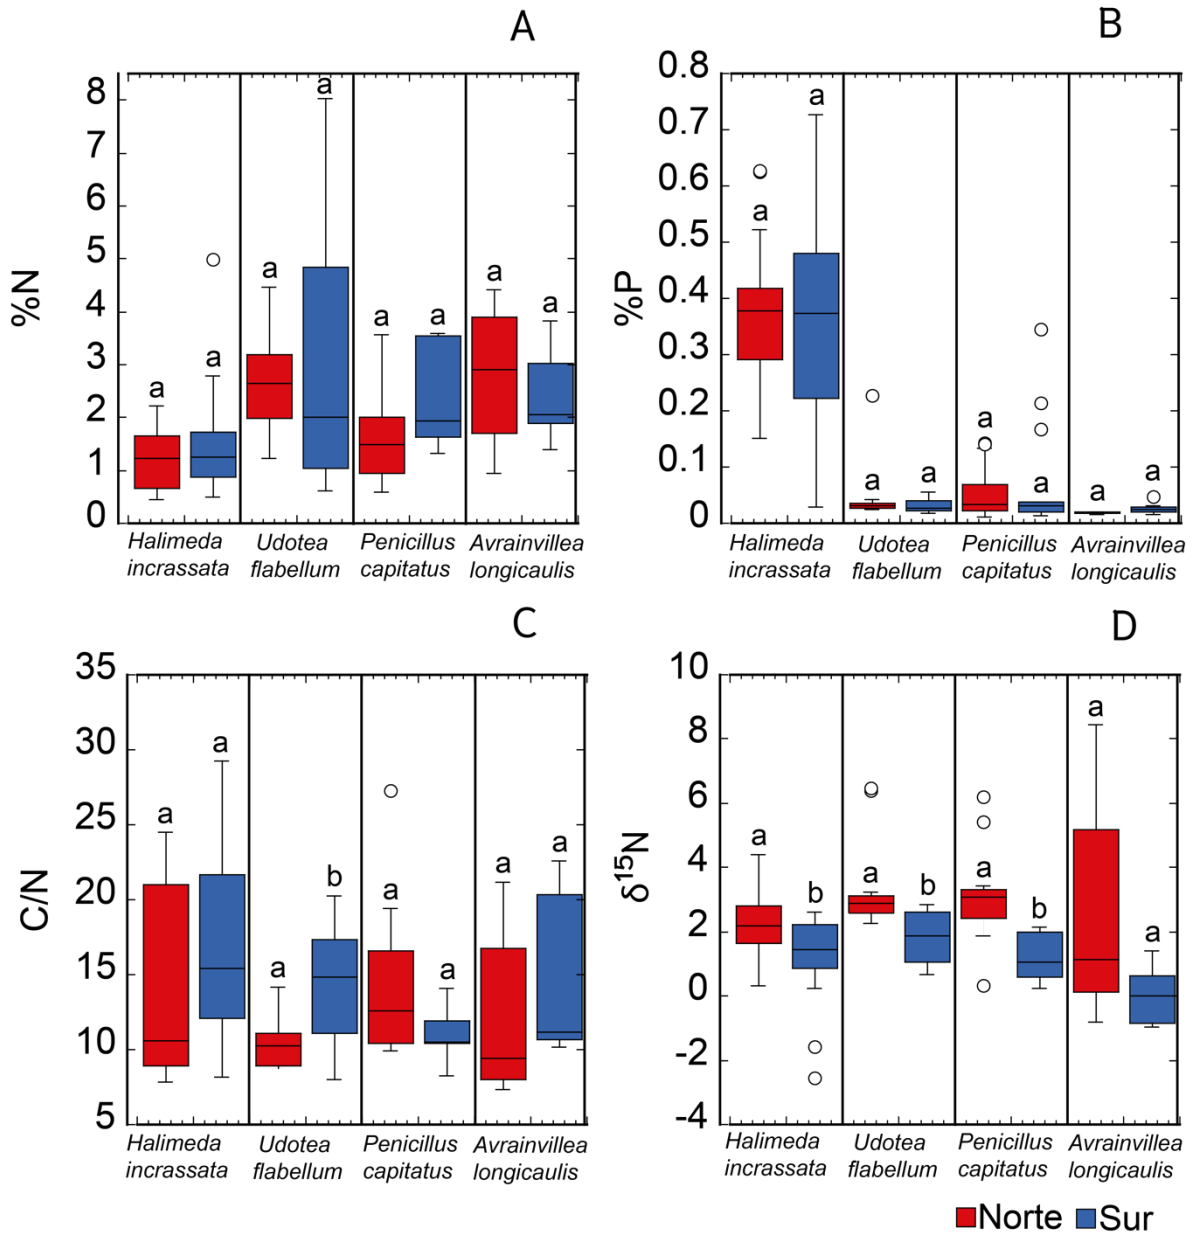 A
%N
8
7
6
5
4
3
2
1
0
a
a
a
a
a
a
a
a
Halimeda
incrassata
Udotea
flabellum
Penicillus
capitatus
Avrainvillea
longicaulis
B
%P
0.8
0.7
0.6
0.5
0.4
0.3
0.2
0.1
0
a
a
a
a
a
a
a
a
Halimeda
incrassata
Udotea
flabellum
Penicillus
capitatus
Avrainvillea
longicaulis
C
C/N
35
30
25
20
15
10
5
a
a
a
b
a
a
a
a
Halimeda
incrassata
Udotea
flabellum
Penicillus
capitatus
Avrainvillea
longicaulis
D
δ¹⁵N
10
8
6
4
2
0
-2
-4
a
b
a
b
a
b
a
a
Halimeda
incrassata
Udotea
flabellum
Penicillus
capitatus
Avrainvillea
longicaulis
Norte Sur